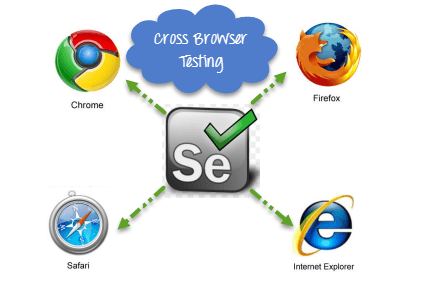 Cross Browser
Testing
Chrome
Firefox
Se
Safari
Internet Explorer